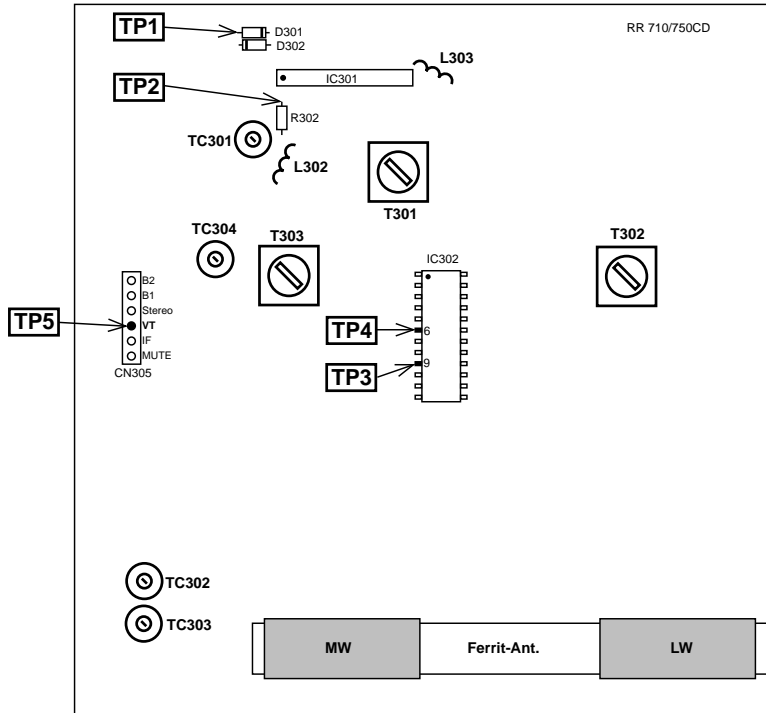 TP1
D301
D302
RR 710/750CD
L303
IC301
TP2
R302
TC301
L302
T301
TC304
T303
IC302
T302
B2
B1
Stereo
VT
IF
MUTE
CN305
TP5
TP4
6
TP3
9
TC302
TC303
MW
Ferrit-Ant.
LW